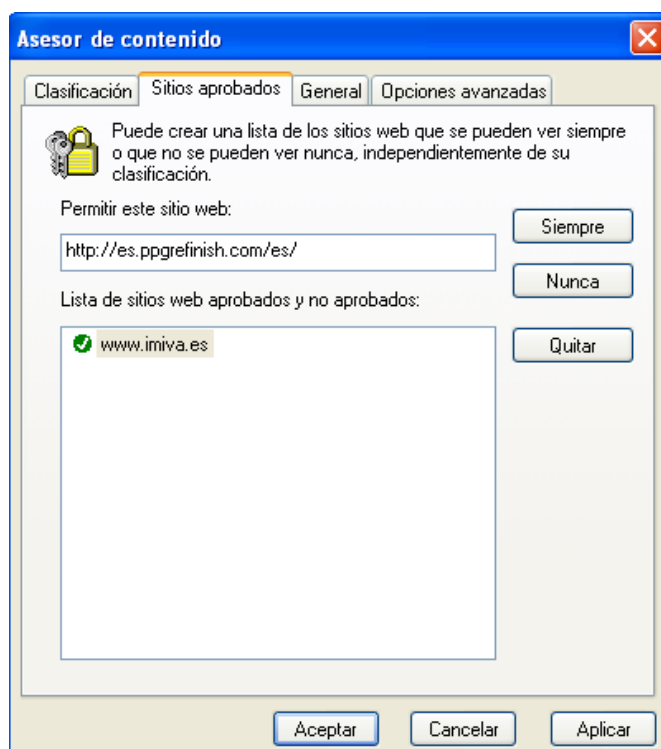 Asesor de contenido
Clasificación Sitios aprobados General Opciones avanzadas
Puede crear una lista de los sitios web que se pueden ver siempre
o que no se pueden ver nunca, independientemente de su
clasificación.
Permitir este sitio web:
Siempre
http://es.ppgrefinish.com/es/
Nunca
Lista de sitios web aprobados y no aprobados:
www.imiva.es
Quitar
Aceptar Cancelar Aplicar